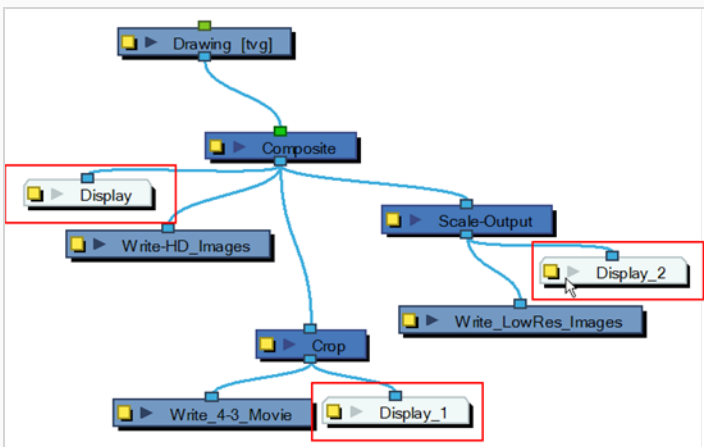 Drawing [tvg]
Composite
Display
Write-HD_Images
Scale-Output
Display_2
Write_LowRes_Images
Crop
Write_4-3_Movie
Display_1